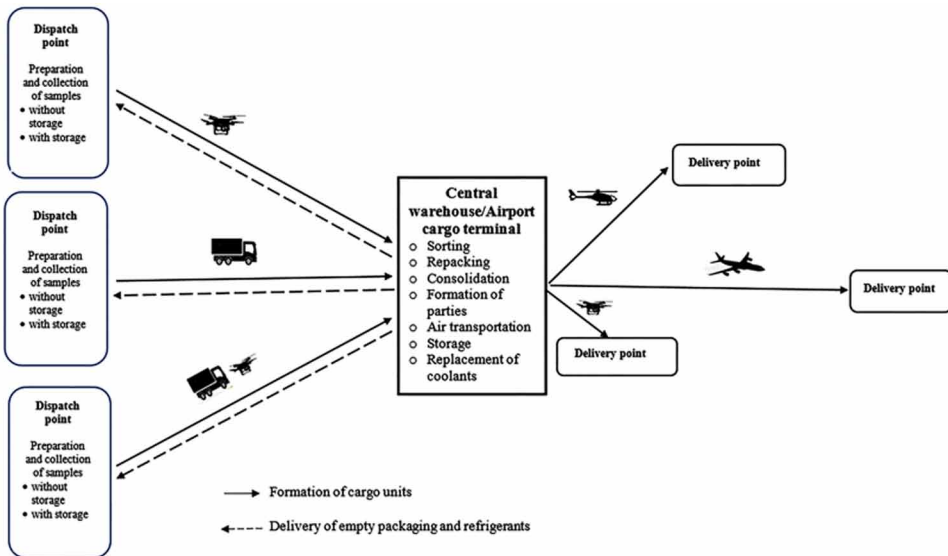 Dispatch
point
Preparation
and collection
of samples
• without
storage
• with storage
Dispatch
point
Preparation
and collection
of samples
• without
storage
• with storage
Dispatch
point
Preparation
and collection
of samples
• without
storage
• with storage
Central
warehouse/Airport
cargo terminal
o Sorting
o Repacking
o Consolidation
o Formation of
parties
o Air transportation
o Storage
o Replacement of
coolants
Delivery point
Delivery point
Delivery point
Formation of cargo units
Delivery of empty packaging and refrigerants